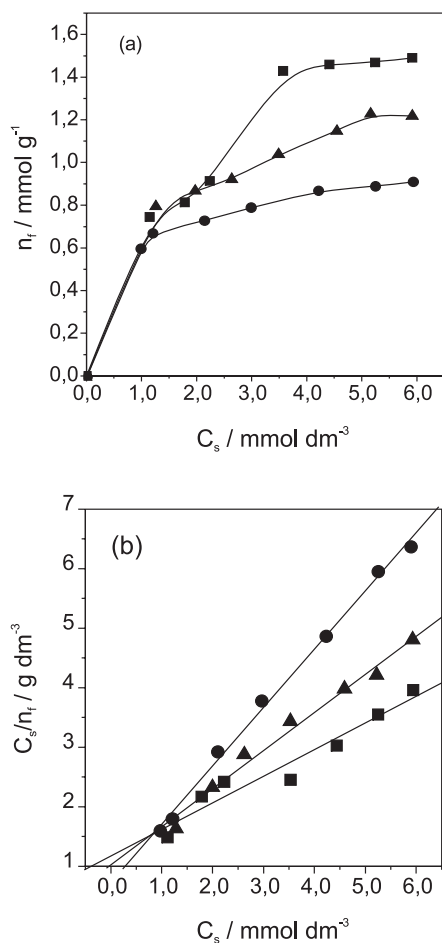 (a)
n_f / mmol g⁻¹
1,6
1,4
1,2
1,0
0,8
0,6
0,4
0,2
0,0
0,0 1,0 2,0 3,0 4,0 5,0 6,0
C_s / mmol dm⁻³
(b)
C_s/n_f / g dm⁻³
7
6
5
4
3
2
1
0,0 1,0 2,0 3,0 4,0 5,0 6,0
C_s / mmol dm⁻³